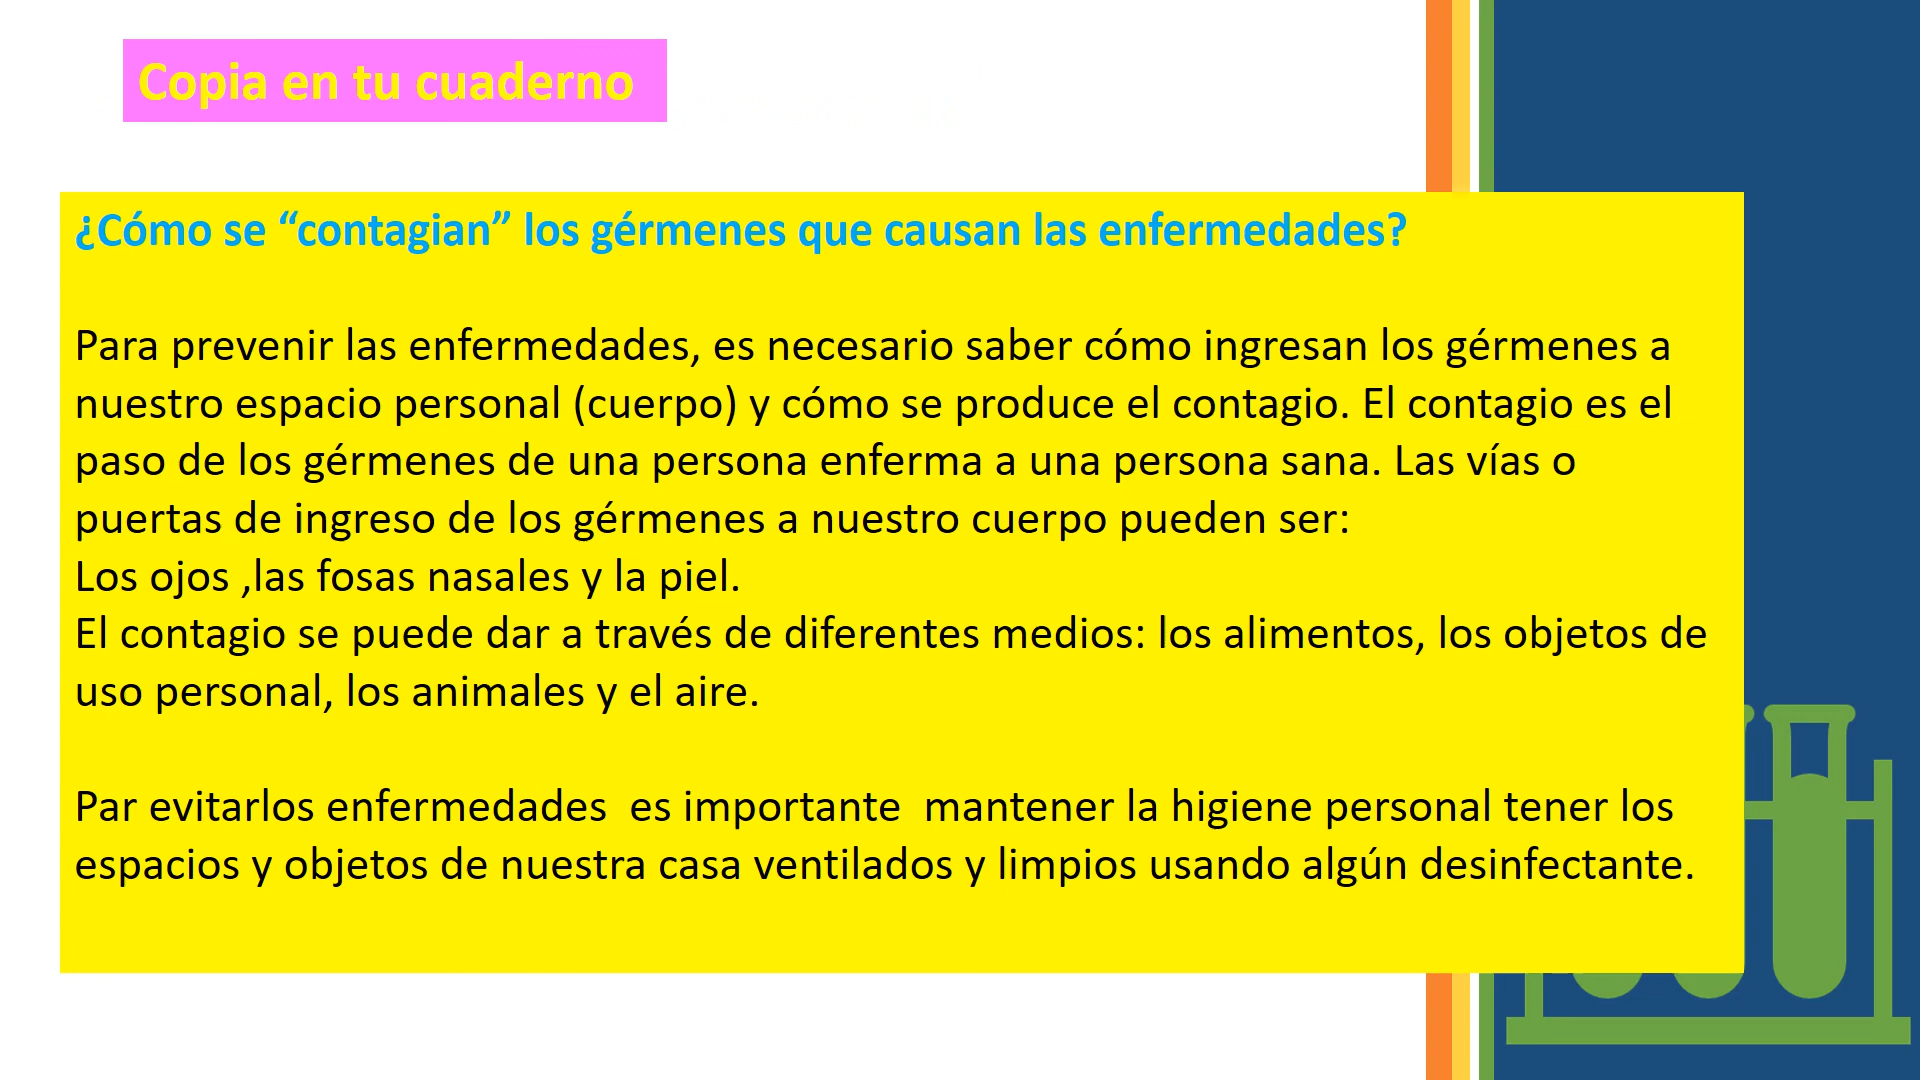 Copia en tu cuaderno
¿Cómo se “contagian” los gérmenes que causan las enfermedades?
Para prevenir las enfermedades, es necesario saber cómo ingresan los gérmenes a
nuestro espacio personal (cuerpo) y cómo se produce el contagio. El contagio es el
paso de los gérmenes de una persona enferma a una persona sana. Las vías o
puertas de ingreso de los gérmenes a nuestro cuerpo pueden ser:
Los ojos ,las fosas nasales y la piel.
El contagio se puede dar a través de diferentes medios: los alimentos, los objetos de
uso personal, los animales y el aire.
Par evitarlos enfermedades  es importante  mantener la higiene personal tener los
espacios y objetos de nuestra casa ventilados y limpios usando algún desinfectante.